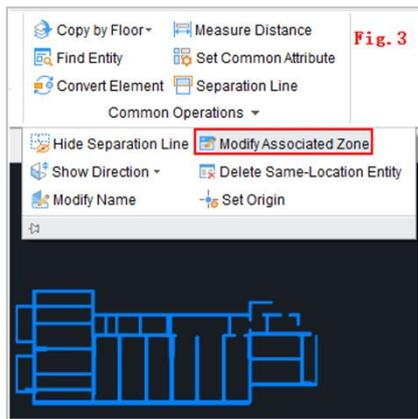 Copy by Floor
Measure Distance
Fig.3
Find Entity
Set Common Attribute
Convert Element
Separation Line
Common Operations
Hide Separation Line
Modify Associated Zone
Show Direction
Delete Same-Location Entity
Modify Name
Set Origin